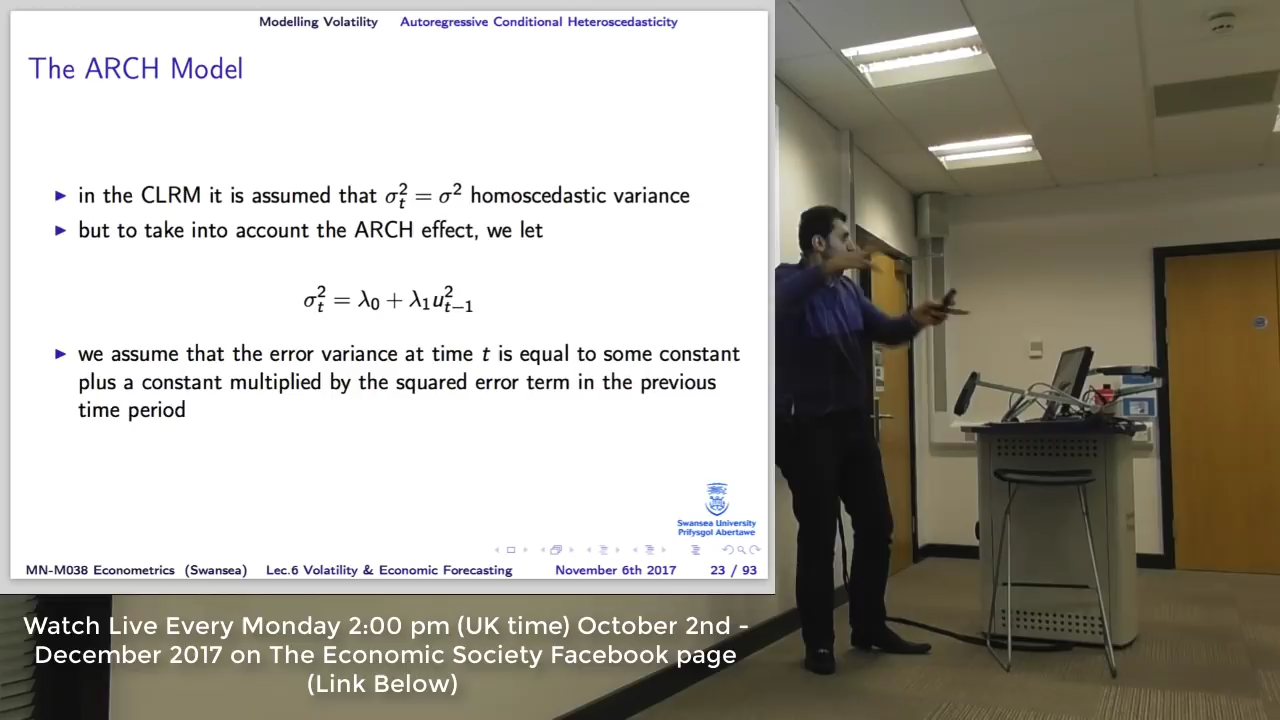 Modelling Volatility Autoregressive Conditional Heteroscedasticity
The ARCH Model
▶ in the CLRM it is assumed that σ²ₜ = σ² homoscedastic variance
▶ but to take into account the ARCH effect, we let
σ²ₜ = λ₀ + λ₁u²ₜ₋₁
▶ we assume that the error variance at time t is equal to some constant
plus a constant multiplied by the squared error term in the previous
time period
Swansea University
Prifysgol Abertawe
MN-M038 Econometrics (Swansea) Lec.6 Volatility & Economic Forecasting November 6th 2017 23 / 93
Watch Live Every Monday 2:00 pm (UK time) October 2nd -
December 2017 on The Economic Society Facebook page
(Link Below)